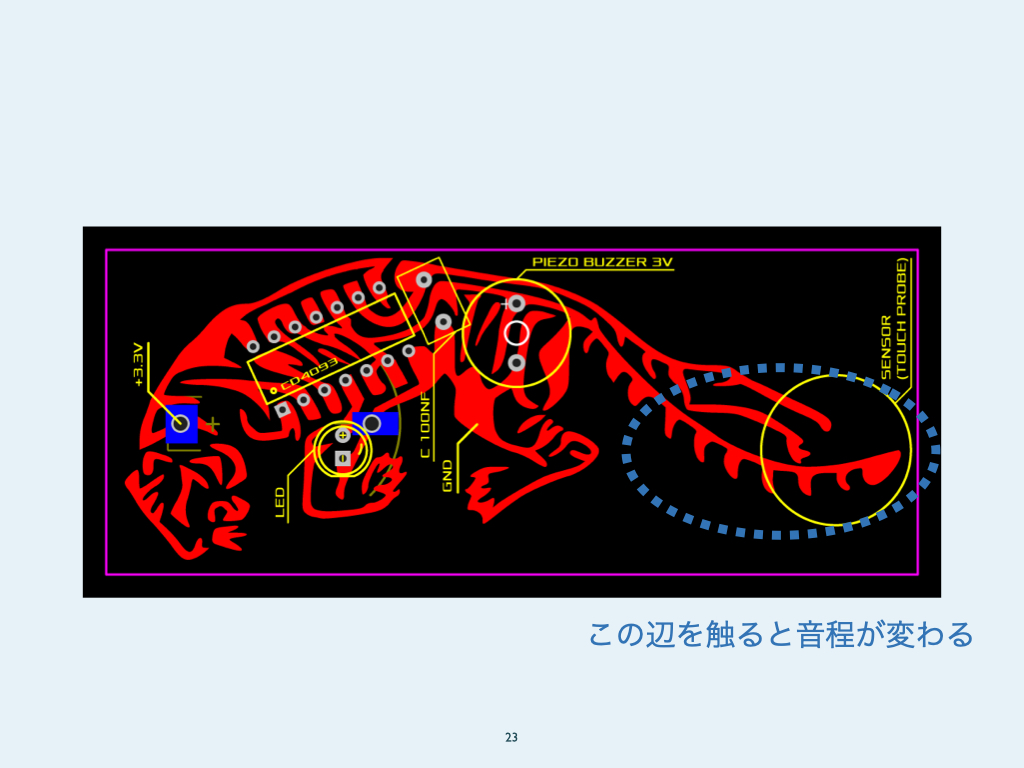 PIEZO BUZZER 3V
SENSOR
(TOUCH PROBE)
+3.3V
+
CD4093
+
C 100NF
GND
LED
この辺を触ると音程が変わる
23